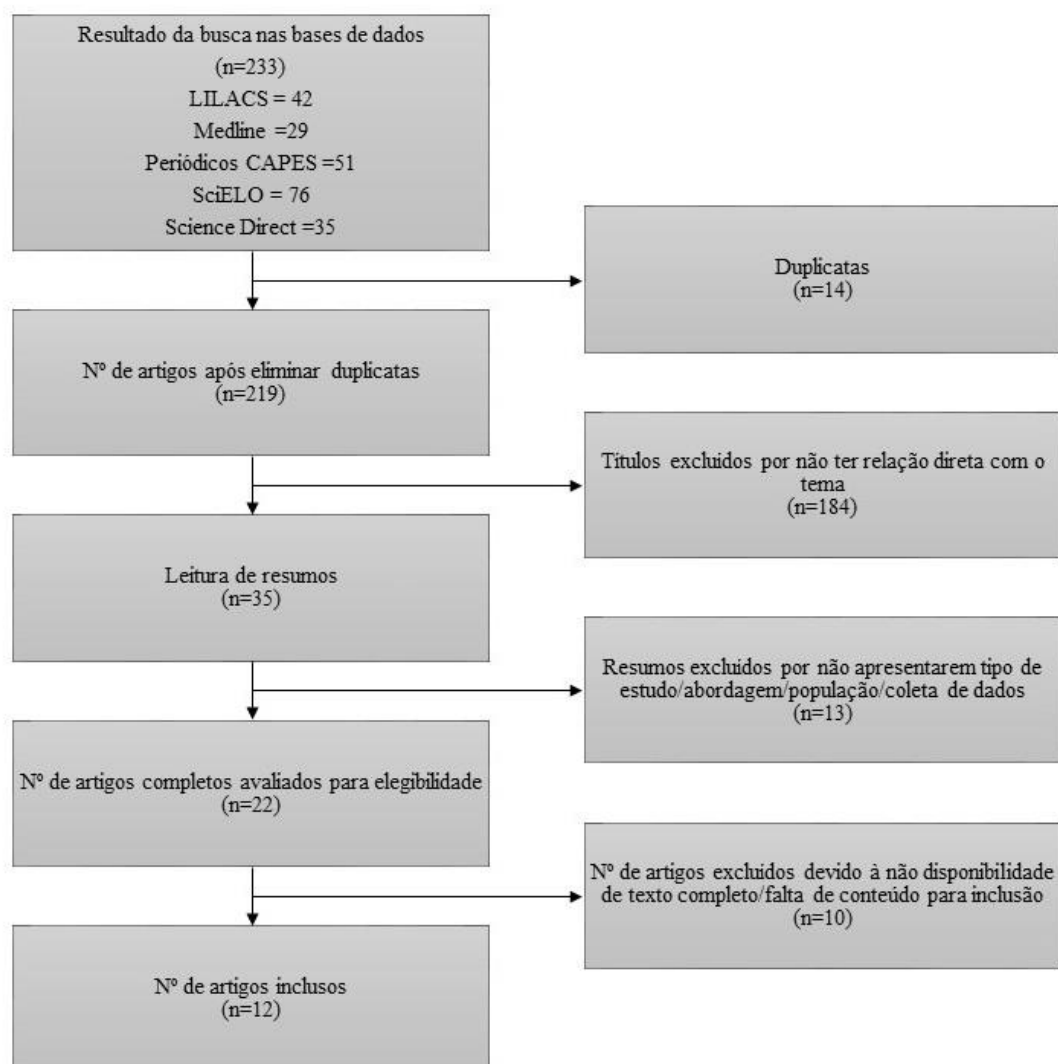 Resultado da busca nas bases de dados
(n=233)
LILACS = 42
Medline =29
Periódicos CAPES =51
SciELO = 76
Science Direct =35
Duplicatas
(n=14)
Nº de artigos após eliminar duplicatas
(n=219)
Titulos excluidos por não ter relação direta com o
tema
(n=184)
Leitura de resumos
(n=35)
Resumos excluidos por não apresentarem tipo de
estudo/abordagem/população/coleta de dados
(n=13)
Nº de artigos completos avaliados para elegibilidade
(n=22)
Nº de artigos excluidos devido à não disponibilidade
de texto completo/falta de conteúdo para inclusão
(n=10)
Nº de artigos inclusos
(n=12)